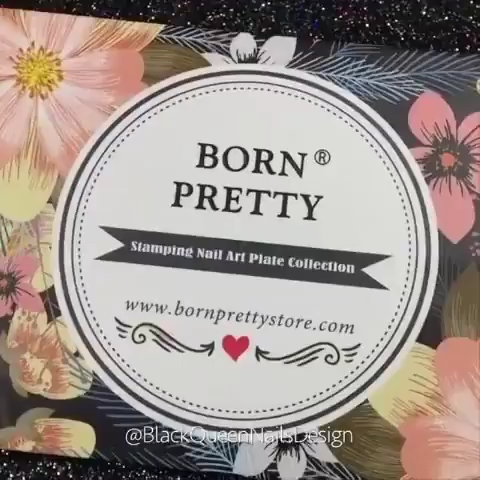 BORN®
PRETTY
Stamping Nail Art Plate Collection
www.bornprettystore.com
@BlackQueenNailsDesign